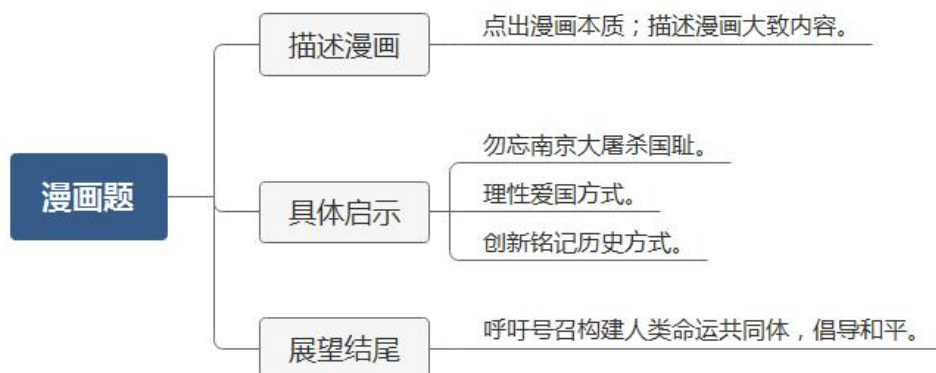 漫画题
描述漫画
点出漫画本质；描述漫画大致内容。
具体启示
勿忘南京大屠杀国耻。
理性爱国方式。
创新铭记历史方式。
展望结尾
呼吁号召构建人类命运共同体，倡导和平。